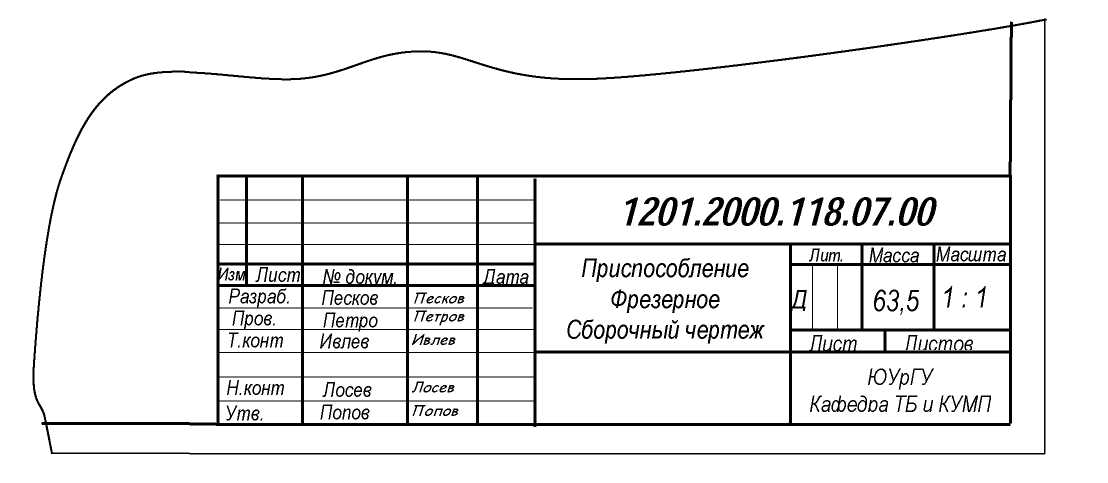 1201.2000.118.07.00
Изм Лист № докум. Дата
Разраб. Песков Песков
Пров. Петро Петров
Т.конт Ивлев Ивлев
Н.конт Лосев Лосев
Утв. Попов Попов
Приспособление
Фрезерное
Сборочный чертеж
Лит. Масса Масшта
Д 63,5 1 : 1
Лист Листов
ЮУрГУ
Кафедра ТБ и КУМП